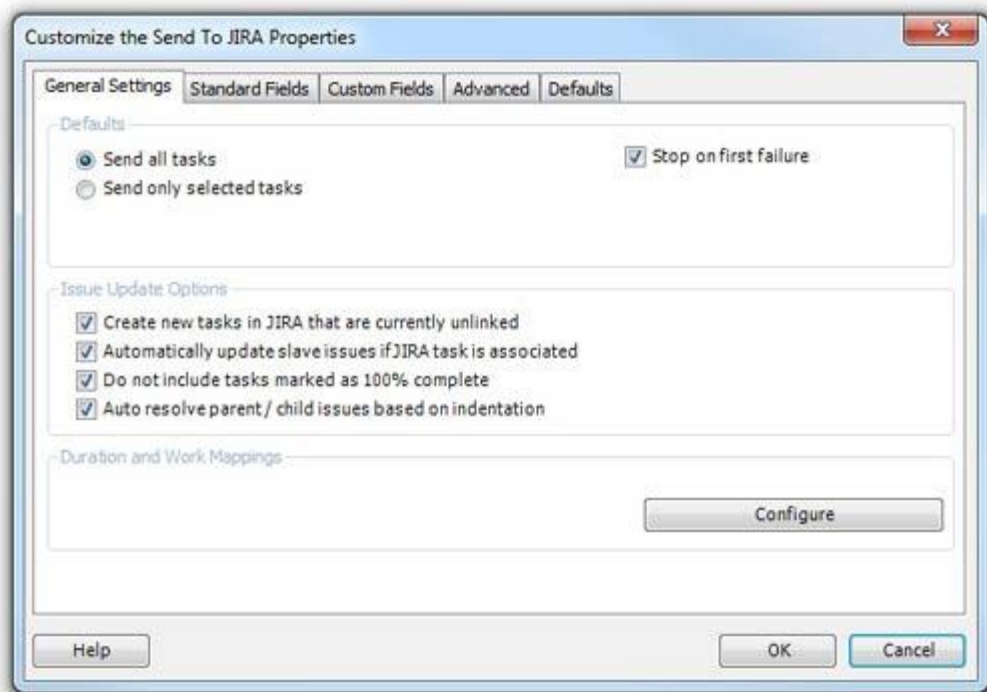 Customize the Send To JIRA Properties
General Settings Standard Fields Custom Fields Advanced Defaults
Defaults
Send all tasks Stop on first failure
Send only selected tasks
Issue Update Options
Create new tasks in JIRA that are currently unlinked
Automatically update slave issues if JIRA task is associated
Do not include tasks marked as 100% complete
Auto resolve parent / child issues based on indentation
Duration and Work Mappings
Configure
Help OK Cancel